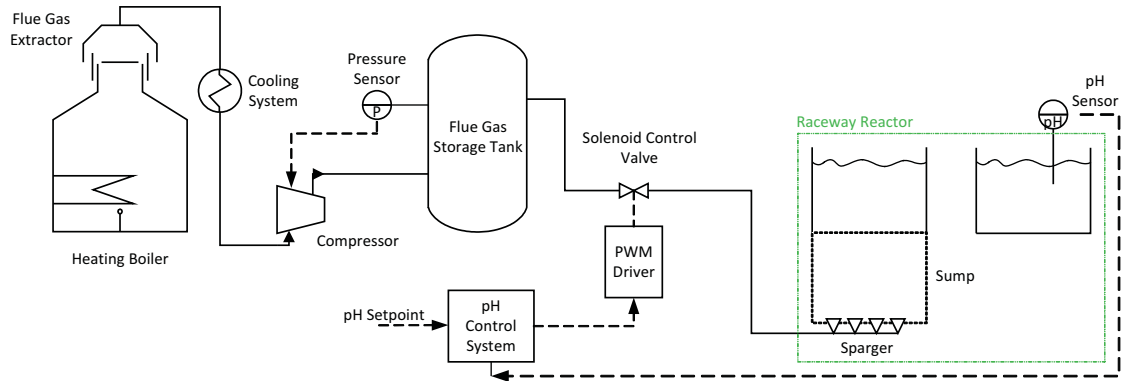 Flue Gas
Extractor
Cooling
System
Pressure
Sensor
P
Flue Gas
Storage Tank
Compressor
Heating Boiler
Solenoid Control
Valve
PWM
Driver
pH Setpoint
pH
Control
System
Raceway Reactor
pH
Sensor
pH
Sump
Sparger